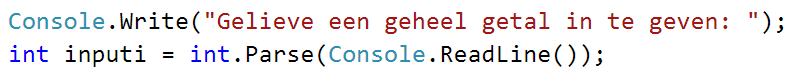 Console.Write("Gelieve een geheel getal in te geven: ");
int inputi = int.Parse(Console.ReadLine());